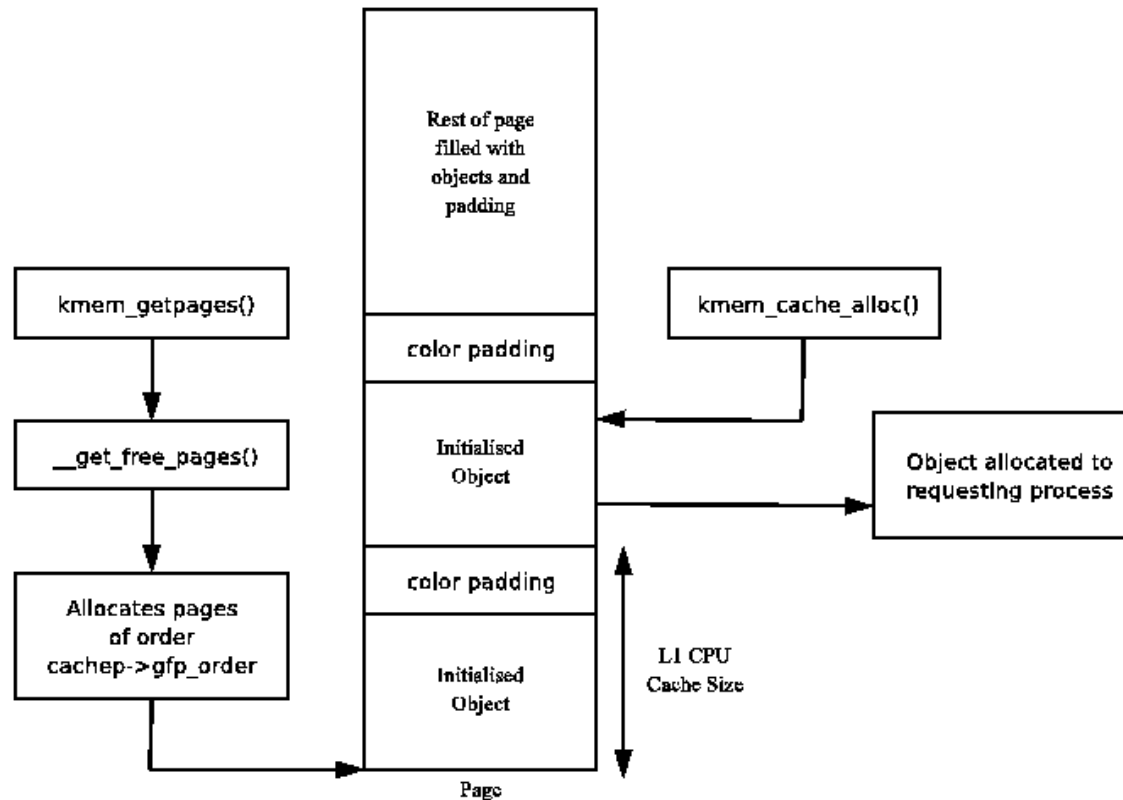 Rest of page
filled with
objects and
padding
kmem_getpages()
kmem_cache_alloc()
color padding
__get_free_pages()
Initialised
Object
Object allocated to
requesting process
color padding
Allocates pages
of order
cachep->gfp_order
Initialised
Object
L1 CPU
Cache Size
Page